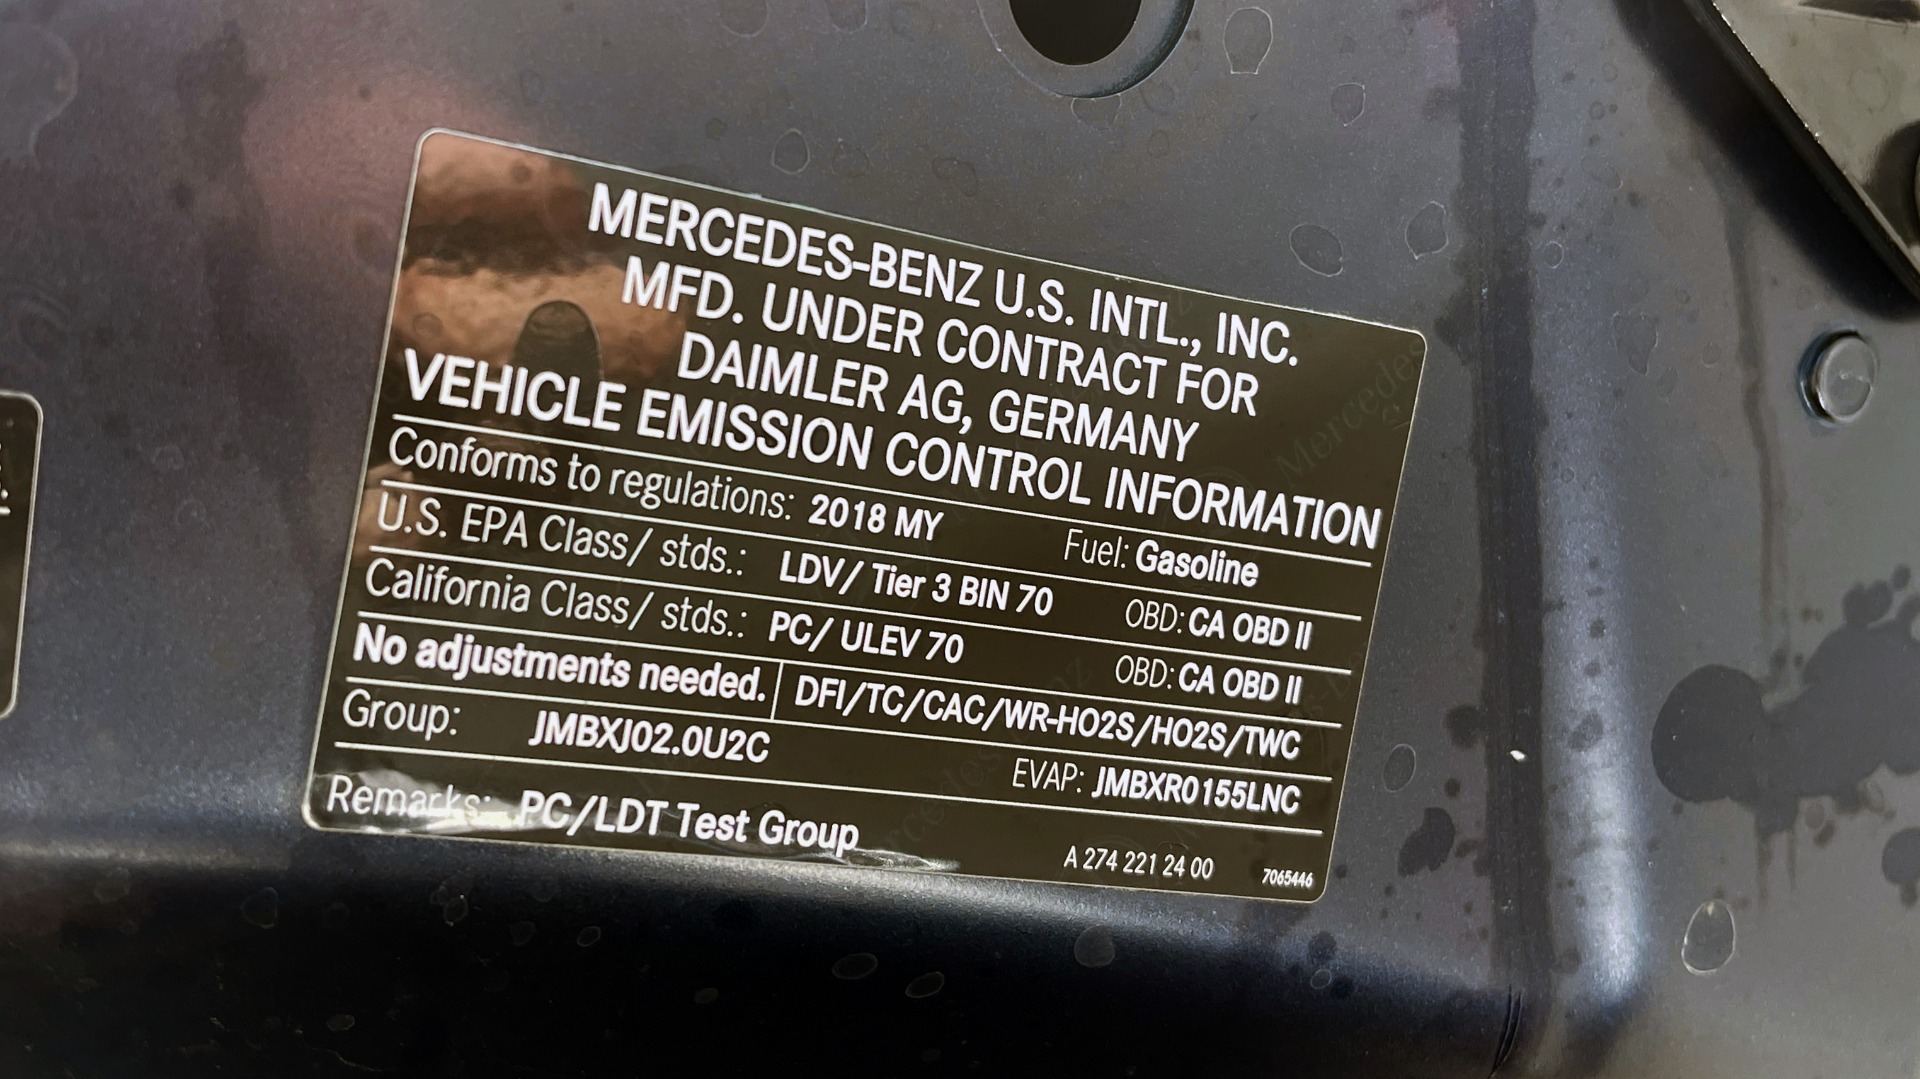 MERCEDES-BENZ U.S. INTL., INC.
MFD. UNDER CONTRACT FOR
DAIMLER AG, GERMANY
VEHICLE EMISSION CONTROL INFORMATION
Conforms to regulations: 2018 MY Fuel: Gasoline
U.S. EPA Class/ stds.: LDV/ Tier 3 BIN 70 OBD: CA OBD II
California Class/ stds.: PC/ ULEV 70 OBD: CA OBD II
No adjustments needed. DFI/TC/CAC/WR-HO2S/HO2S/TWC
Group: JMBXJ02.0U2C EVAP: JMBXR0155LNC
Remarks: PC/LDT Test Group
A 274 221 24 00 7065446